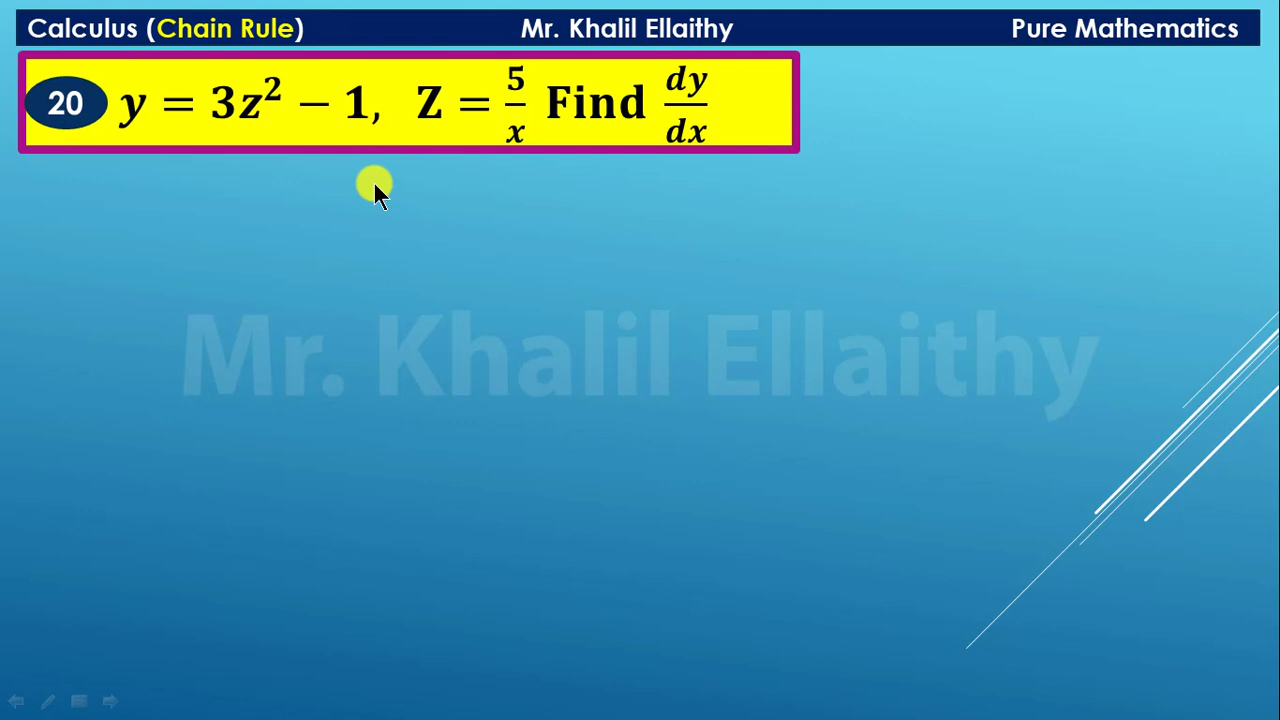 Calculus (Chain Rule) Mr. Khalil Ellaithy Pure Mathematics
20 y = 3z² − 1, Z = 5/x Find dy/dx
Mr. Khalil Ellaithy